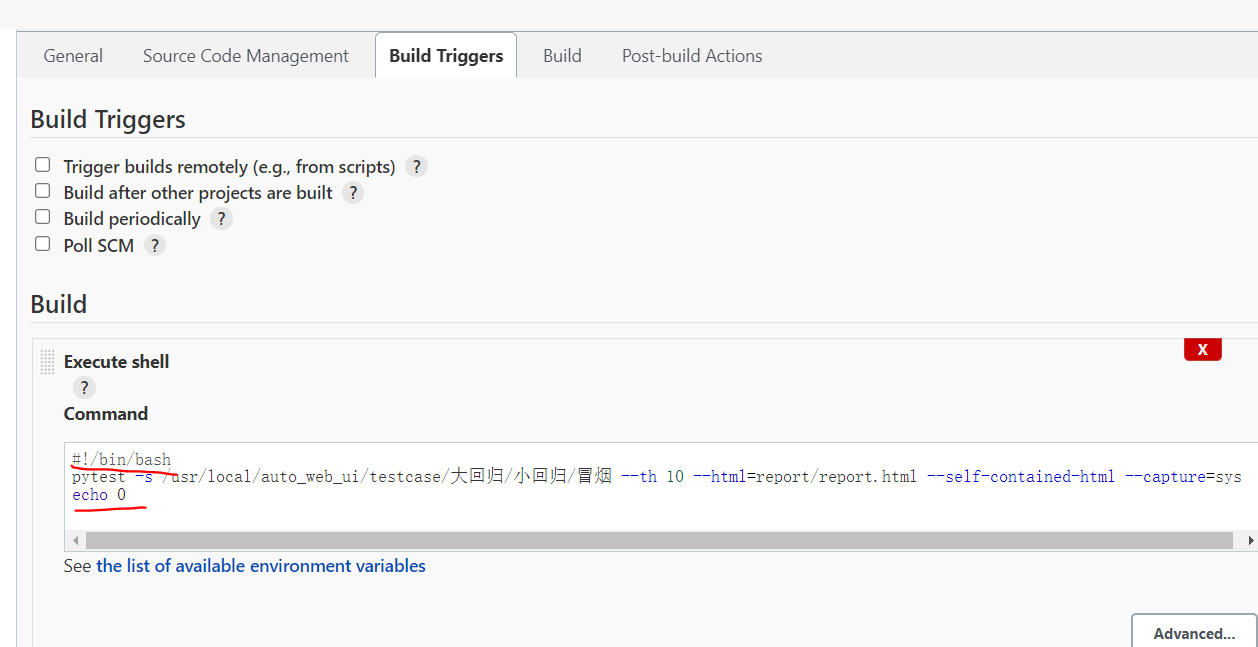 General Source Code Management Build Triggers Build Post-build Actions
Build Triggers
Trigger builds remotely (e.g., from scripts) ?
Build after other projects are built ?
Build periodically ?
Poll SCM ?
Build
X
Execute shell
?
Command
#!/bin/bash
pytest -s /usr/local/auto_web_ui/testcase/大回归/小回归/冒烟 --th 10 --html=report/report.html --self-contained-html --capture=sys
echo 0
See the list of available environment variables
Advanced...